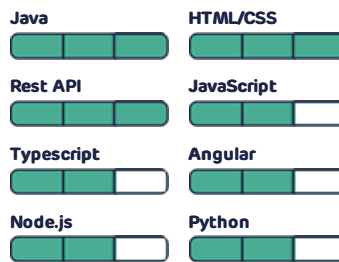 Java
HTML/CSS
Rest API
JavaScript
Typescript
Angular
Node.js
Python